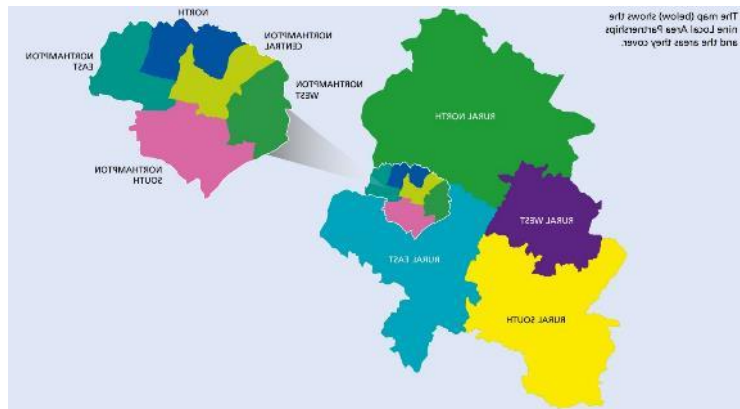 The map (below) shows the
nine Local Area Partnerships
and the areas they cover.
NORTH
NORTHAMPTON
CENTRAL
NORTHAMPTON
EAST
NORTHAMPTON
WEST
NORTHAMPTON
SOUTH
RURAL NORTH
RURAL WEST
RURAL EAST
RURAL SOUTH